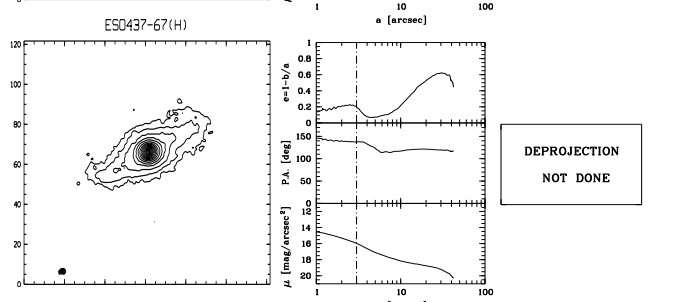 1 10 100
a [arcsec]
ESO437-67(H)
120
100
80
60
40
20
0
e=1-b/a
1
0.8
0.6
0.4
0.2
0
P.A. [deg]
150
100
50
0
μ [mag/arcsec²]
12
14
16
18
20
1 10 100
DEPROJECTION
NOT DONE